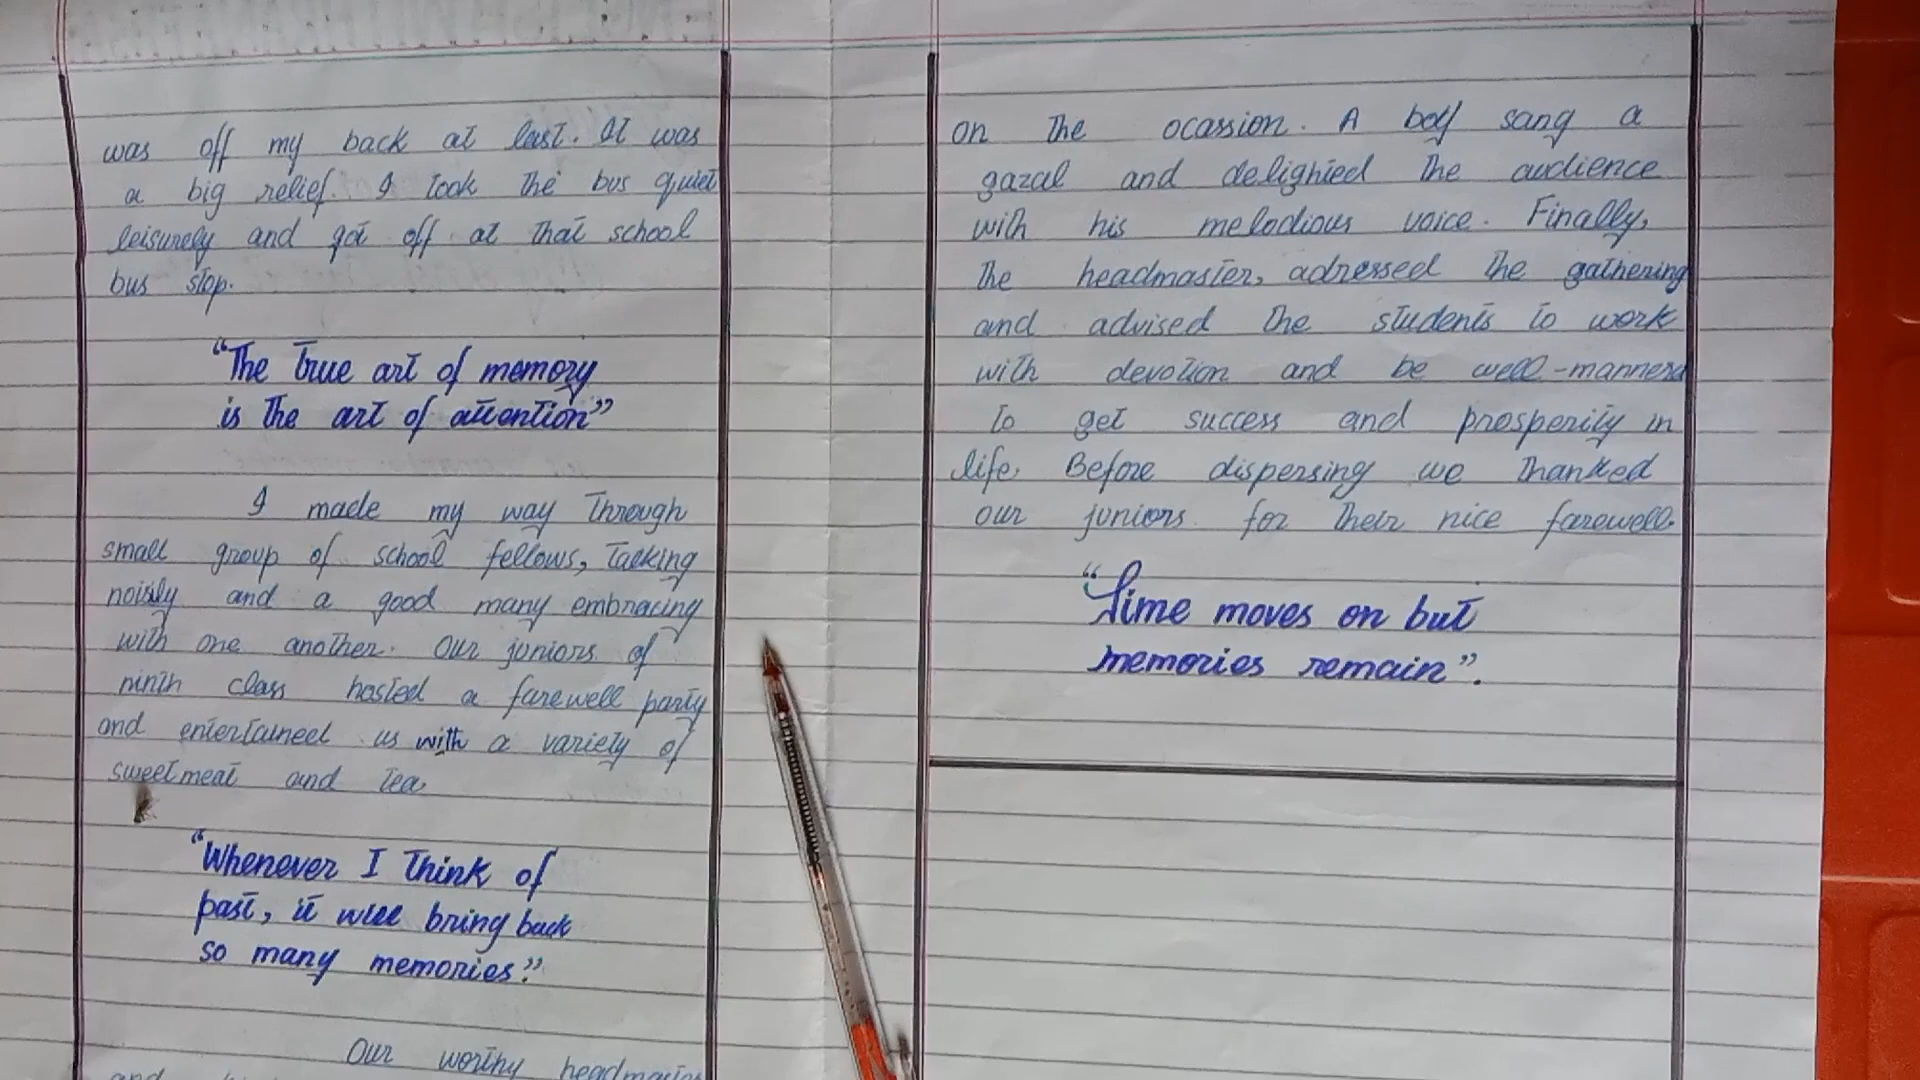 was off my back at last. It was
a big relief. I took the bus quiet
leisurely and got off at that school
bus stop.
"The true art of memory
is the art of attention"
I made my way through
small group of school fellows, talking
noisly and a good many embracing
with one another. Our juniors of
ninth class hosted a farewell party
and entertained us with a variety of
sweetmeat and tea
"Whenever I think of
past, it will bring back
so many memories."
Our worthy
and
on the ocassion. A boy sang a
gazal and delighted the audience
with his melodious voice. Finally,
the headmaster, adressed the gathering
and advised the students to work
with devotion and be well-mannerd
to get success and prosperity in
life. Before dispersing we thanked
our juniors for their nice farewell.
"Time moves on but
memories remain".